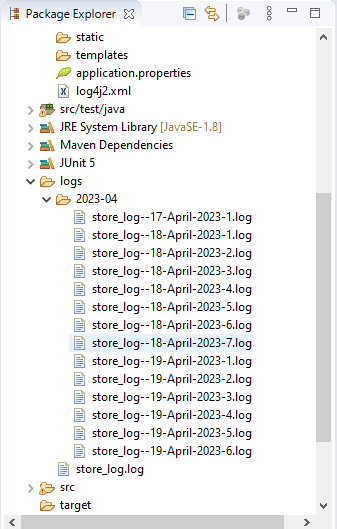 Package Explorer
static
templates
application.properties
log4j2.xml
src/test/java
JRE System Library [JavaSE-1.8]
Maven Dependencies
JUnit 5
logs
2023-04
store_log--17-April-2023-1.log
store_log--18-April-2023-1.log
store_log--18-April-2023-2.log
store_log--18-April-2023-3.log
store_log--18-April-2023-4.log
store_log--18-April-2023-5.log
store_log--18-April-2023-6.log
store_log--18-April-2023-7.log
store_log--19-April-2023-1.log
store_log--19-April-2023-2.log
store_log--19-April-2023-3.log
store_log--19-April-2023-4.log
store_log--19-April-2023-5.log
store_log--19-April-2023-6.log
store_log.log
src
target